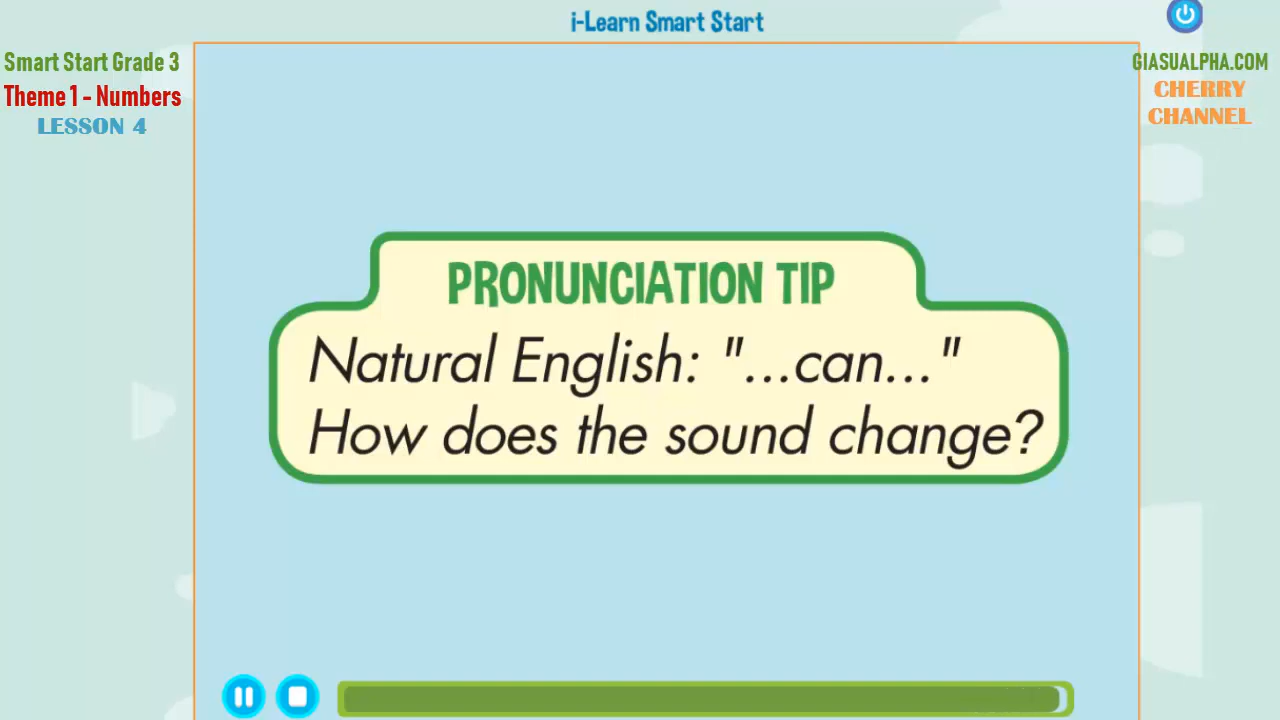 i-Learn Smart Start
Smart Start Grade 3
Theme 1 - Numbers
LESSON 4
GIASUALPHA.COM
CHERRY
CHANNEL
PRONUNCIATION TIP
Natural English: "...can..."
How does the sound change?